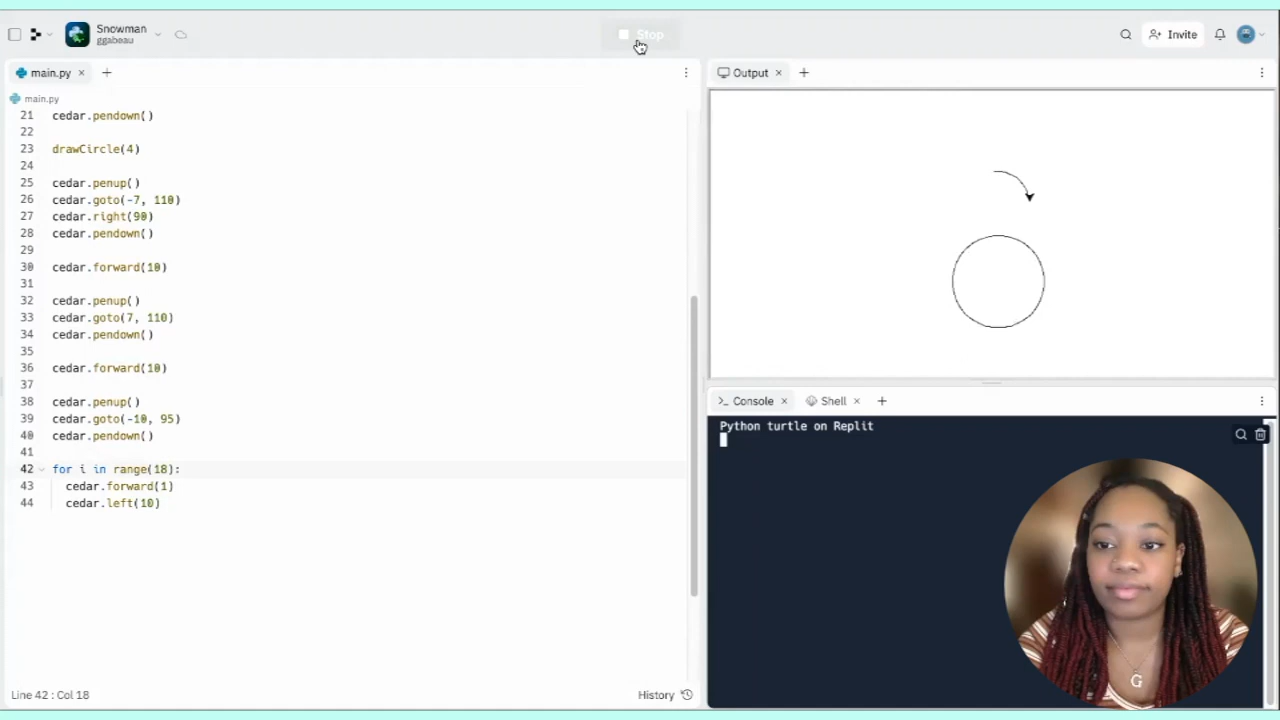 Snowman
ggabeau
Stop
Invite
main.py
main.py
21 cedar.pendown()
22
23 drawCircle(4)
24
25 cedar.penup()
26 cedar.goto(-7, 110)
27 cedar.right(90)
28 cedar.pendown()
29
30 cedar.forward(10)
31
32 cedar.penup()
33 cedar.goto(7, 110)
34 cedar.pendown()
35
36 cedar.forward(10)
37
38 cedar.penup()
39 cedar.goto(-10, 95)
40 cedar.pendown()
41
42 for i in range(18):
43 cedar.forward(1)
44 cedar.left(10)
Line 42 : Col 18
History
Output
Console
Shell
Python turtle on Replit
G